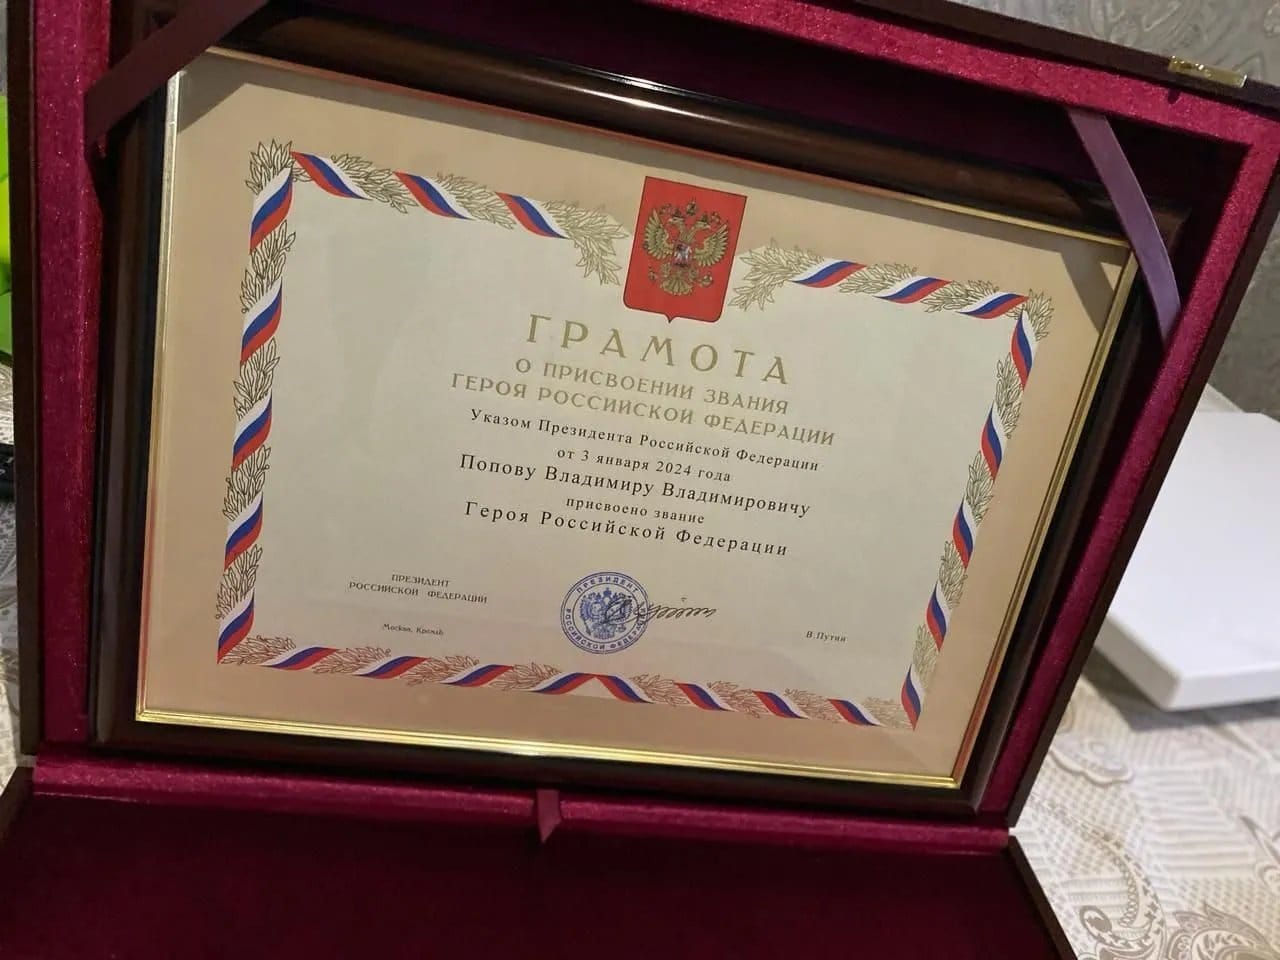 ГРАМОТА
О ПРИСВОЕНИИ ЗВАНИЯ
ГЕРОЯ РОССИЙСКОЙ ФЕДЕРАЦИИ
Указом Президента Российской Федерации
от 3 января 2024 года
Попову Владимиру Владимировичу
присвоено звание
Героя Российской Федерации
ПРЕЗИДЕНТ
РОССИЙСКОЙ ФЕДЕРАЦИИ
ПРЕЗИДЕНТ
РОССИЙСКОЙ ФЕДЕРАЦИИ
Москва, Кремль
В.Путин